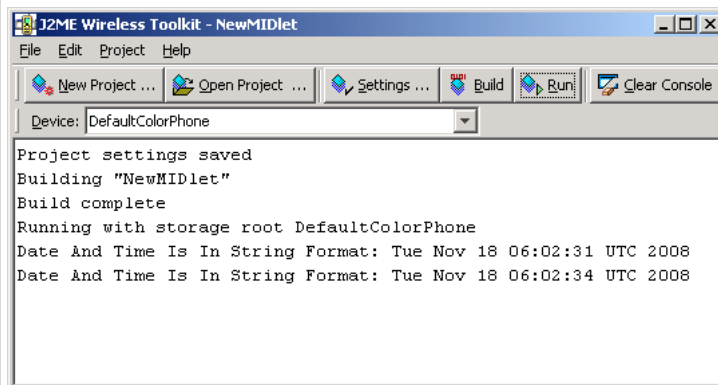 J2ME Wireless Toolkit - NewMIDlet
File Edit Project Help
New Project ... Open Project ... Settings ... Build Run Clear Console
Device: DefaultColorPhone
Project settings saved
Building "NewMIDlet"
Build complete
Running with storage root DefaultColorPhone
Date And Time Is In String Format: Tue Nov 18 06:02:31 UTC 2008
Date And Time Is In String Format: Tue Nov 18 06:02:34 UTC 2008